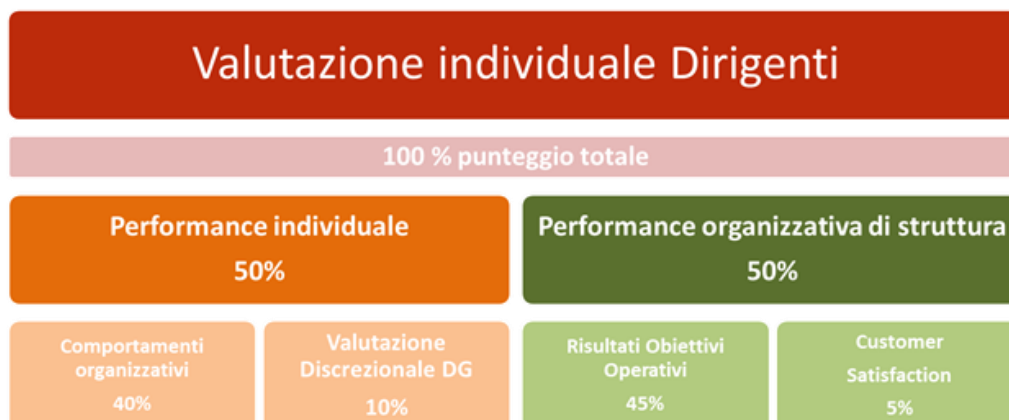 Valutazione individuale Dirigenti
100 % punteggio totale
Performance individuale
50%
Performance organizzativa di struttura
50%
Comportamenti
organizzativi
40%
Valutazione
Discrezionale DG
10%
Risultati Obiettivi
Operativi
45%
Customer
Satisfaction
5%